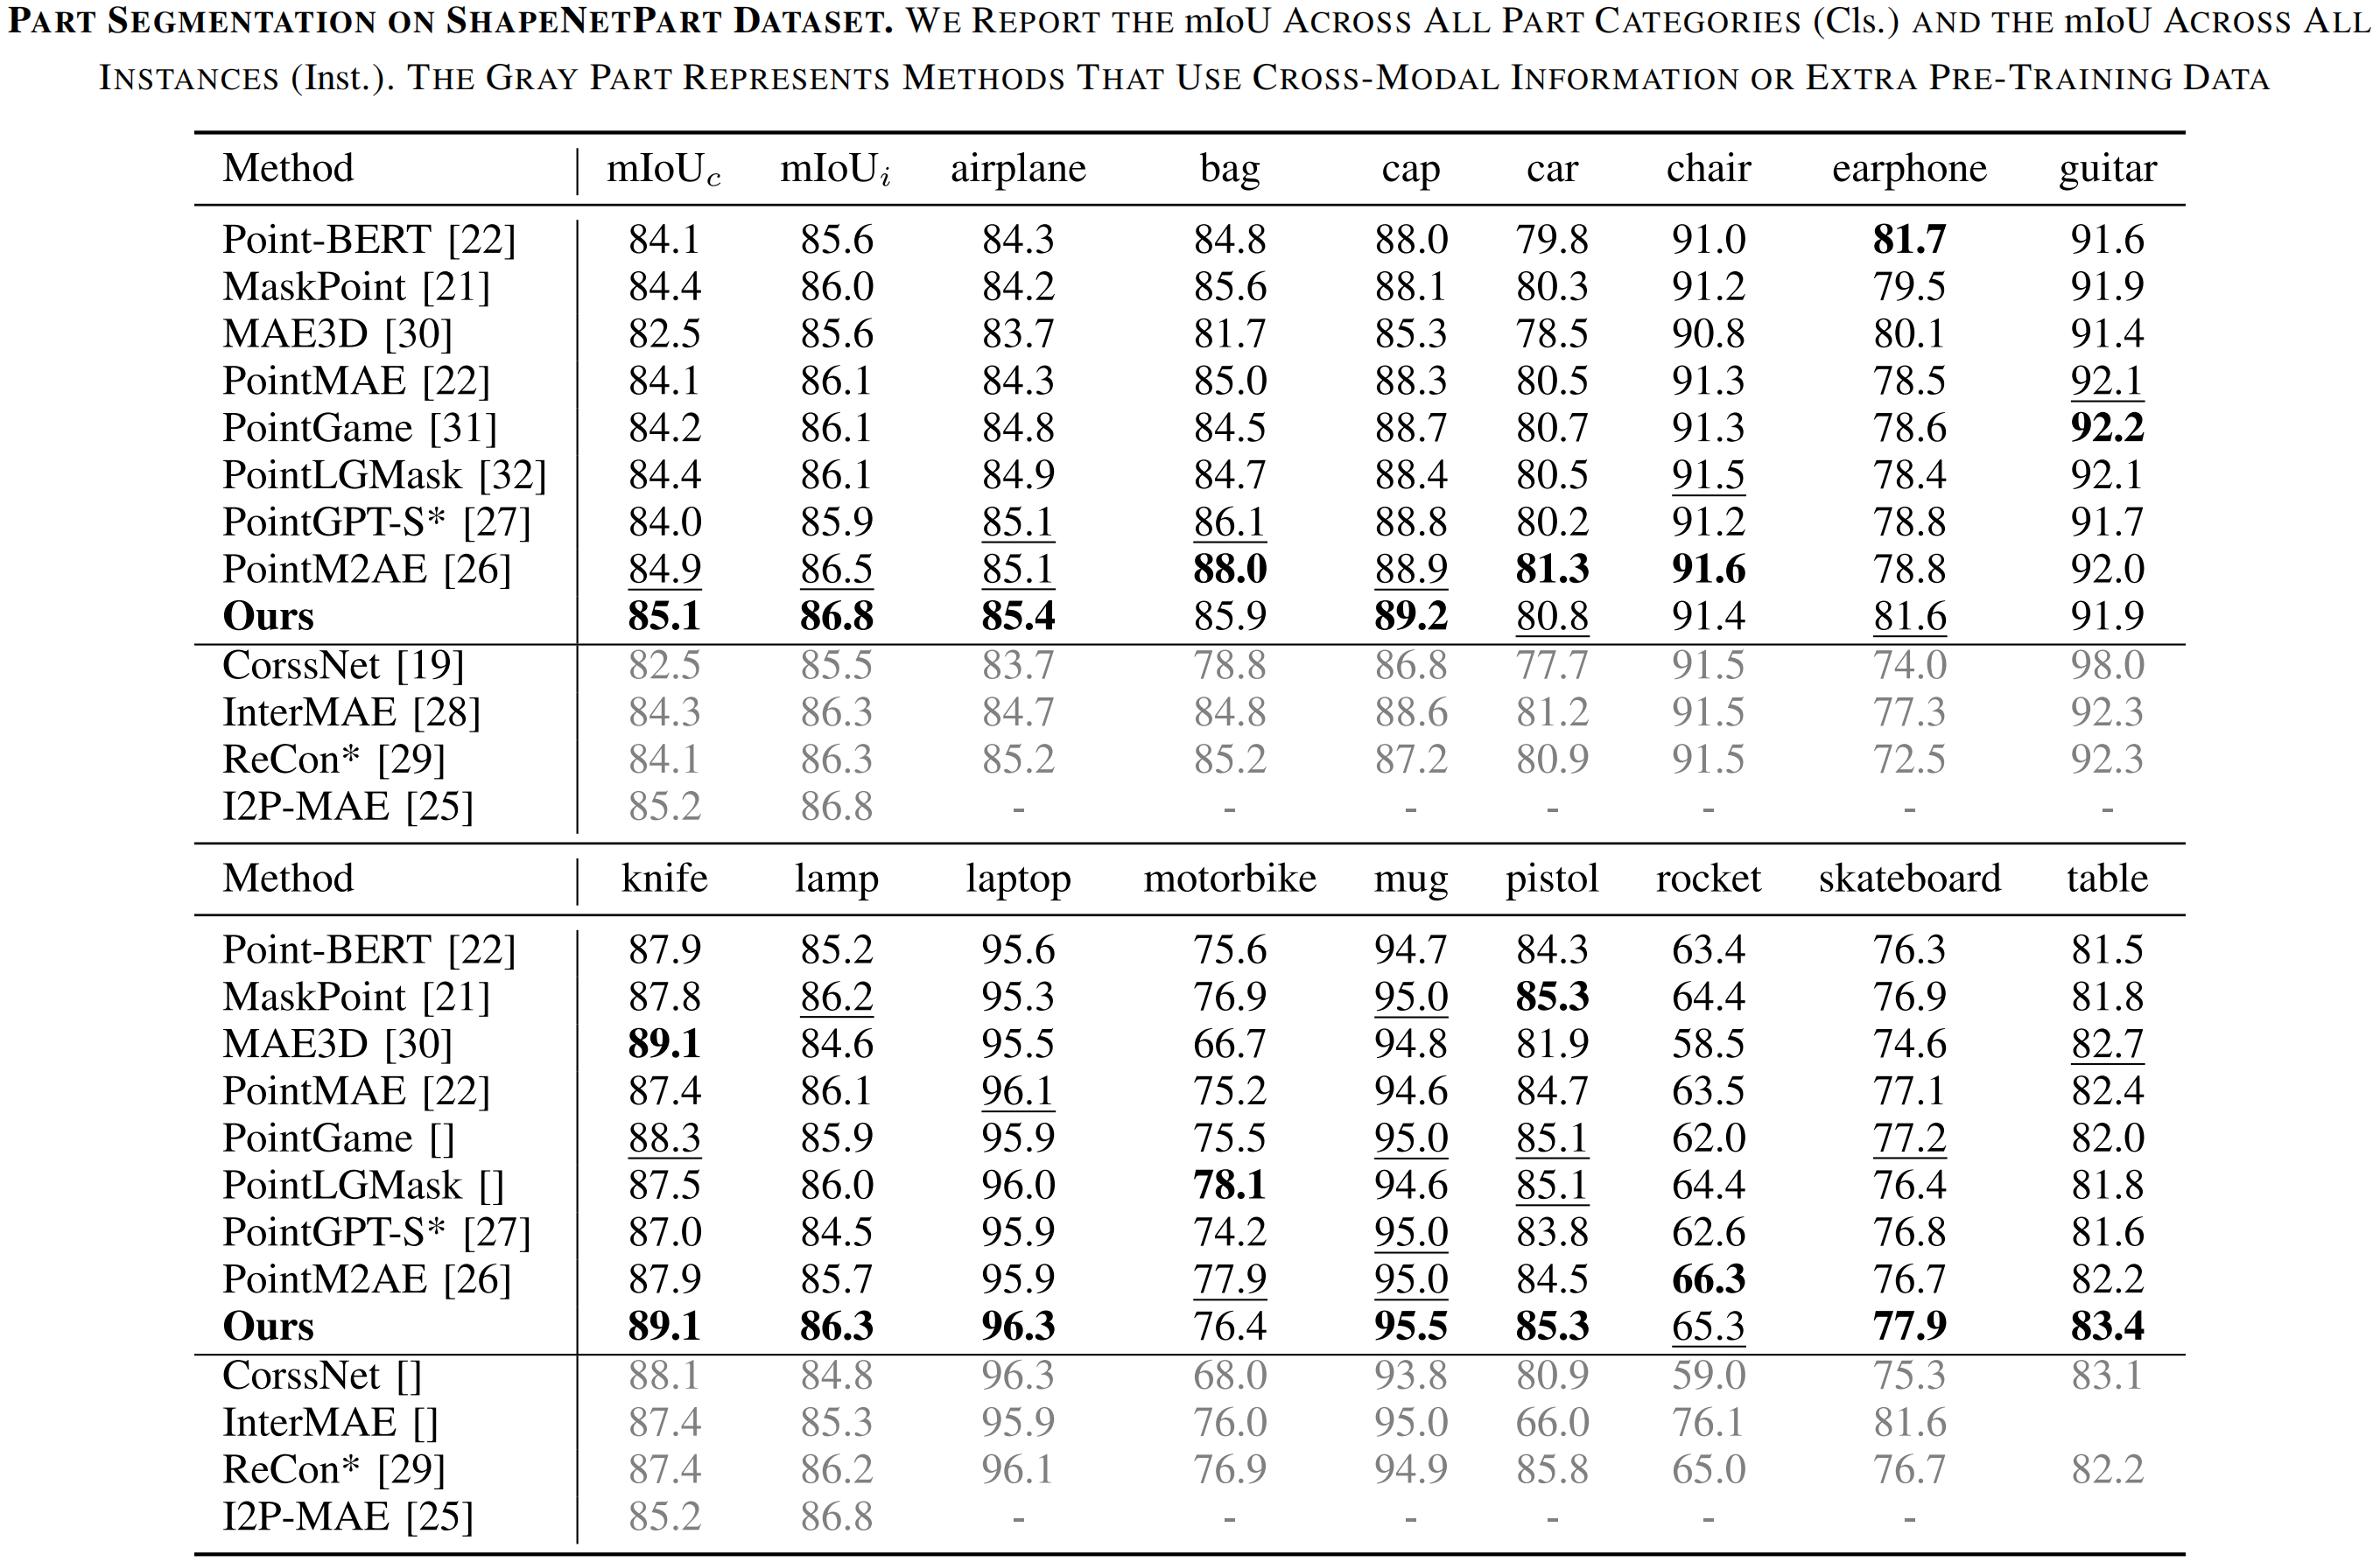 PART SEGMENTATION ON SHAPENETPART DATASET. WE REPORT THE mIoU ACROSS ALL PART CATEGORIES (Cls.) AND THE mIoU ACROSS ALL
INSTANCES (Inst.). THE GRAY PART REPRESENTS METHODS THAT USE CROSS-MODAL INFORMATION OR EXTRA PRE-TRAINING DATA
Method mIoUc mIoUi airplane bag cap car chair earphone guitar
Point-BERT [22] 84.1 85.6 84.3 84.8 88.0 79.8 91.0 81.7 91.6
MaskPoint [21] 84.4 86.0 84.2 85.6 88.1 80.3 91.2 79.5 91.9
MAE3D [30] 82.5 85.6 83.7 81.7 85.3 78.5 90.8 80.1 91.4
PointMAE [22] 84.1 86.1 84.3 85.0 88.3 80.5 91.3 78.5 92.1
PointGame [31] 84.2 86.1 84.8 84.5 88.7 80.7 91.3 78.6 92.2
PointLGMask [32] 84.4 86.1 84.9 84.7 88.4 80.5 91.5 78.4 92.1
PointGPT-S* [27] 84.0 85.9 85.1 86.1 88.8 80.2 91.2 78.8 91.7
PointM2AE [26] 84.9 86.5 85.1 88.0 88.9 81.3 91.6 78.8 92.0
Ours 85.1 86.8 85.4 85.9 89.2 80.8 91.4 81.6 91.9
CorssNet [19] 82.5 85.5 83.7 78.8 86.8 77.7 91.5 74.0 98.0
InterMAE [28] 84.3 86.3 84.7 84.8 88.6 81.2 91.5 77.3 92.3
ReCon* [29] 84.1 86.3 85.2 85.2 87.2 80.9 91.5 72.5 92.3
I2P-MAE [25] 85.2 86.8 - - - - - - -
Method knife lamp laptop motorbike mug pistol rocket skateboard table
Point-BERT [22] 87.9 85.2 95.6 75.6 94.7 84.3 63.4 76.3 81.5
MaskPoint [21] 87.8 86.2 95.3 76.9 95.0 85.3 64.4 76.9 81.8
MAE3D [30] 89.1 84.6 95.5 66.7 94.8 81.9 58.5 74.6 82.7
PointMAE [22] 87.4 86.1 96.1 75.2 94.6 84.7 63.5 77.1 82.4
PointGame [] 88.3 85.9 95.9 75.5 95.0 85.1 62.0 77.2 82.0
PointLGMask [] 87.5 86.0 96.0 78.1 94.6 85.1 64.4 76.4 81.8
PointGPT-S* [27] 87.0 84.5 95.9 74.2 95.0 83.8 62.6 76.8 81.6
PointM2AE [26] 87.9 85.7 95.9 77.9 95.0 84.5 66.3 76.7 82.2
Ours 89.1 86.3 96.3 76.4 95.5 85.3 65.3 77.9 83.4
CorssNet [] 88.1 84.8 96.3 68.0 93.8 80.9 59.0 75.3 83.1
InterMAE [] 87.4 85.3 95.9 76.0 95.0 66.0 76.1 81.6
ReCon* [29] 87.4 86.2 96.1 76.9 94.9 85.8 65.0 76.7 82.2
I2P-MAE [25] 85.2 86.8 - - - - - -